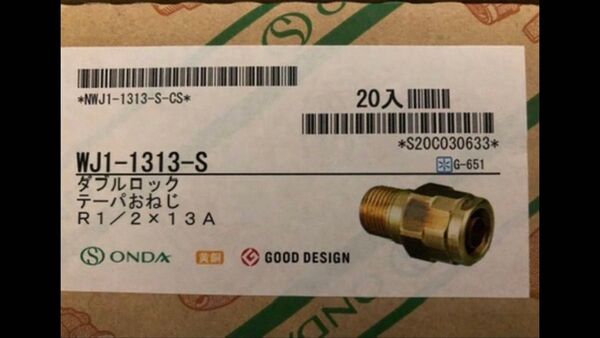 *NWJ1-1313-S-CS*
20入
*S20C030633*
WJ1-1313-S
G-651
ダブルロック
テーパおねじ
R1／2×13A
ONDA
黄銅
GOOD DESIGN
ONDA